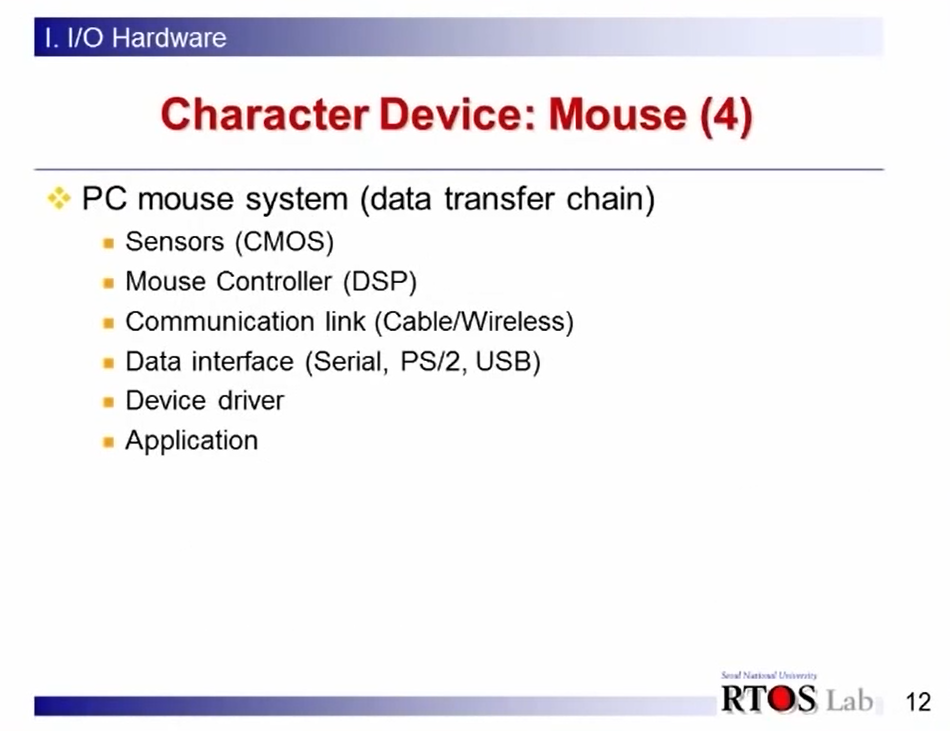 I. I/O Hardware
Character Device: Mouse (4)
PC mouse system (data transfer chain)
Sensors (CMOS)
Mouse Controller (DSP)
Communication link (Cable/Wireless)
Data interface (Serial, PS/2, USB)
Device driver
Application
Seoul National University
RTOS Lab
12